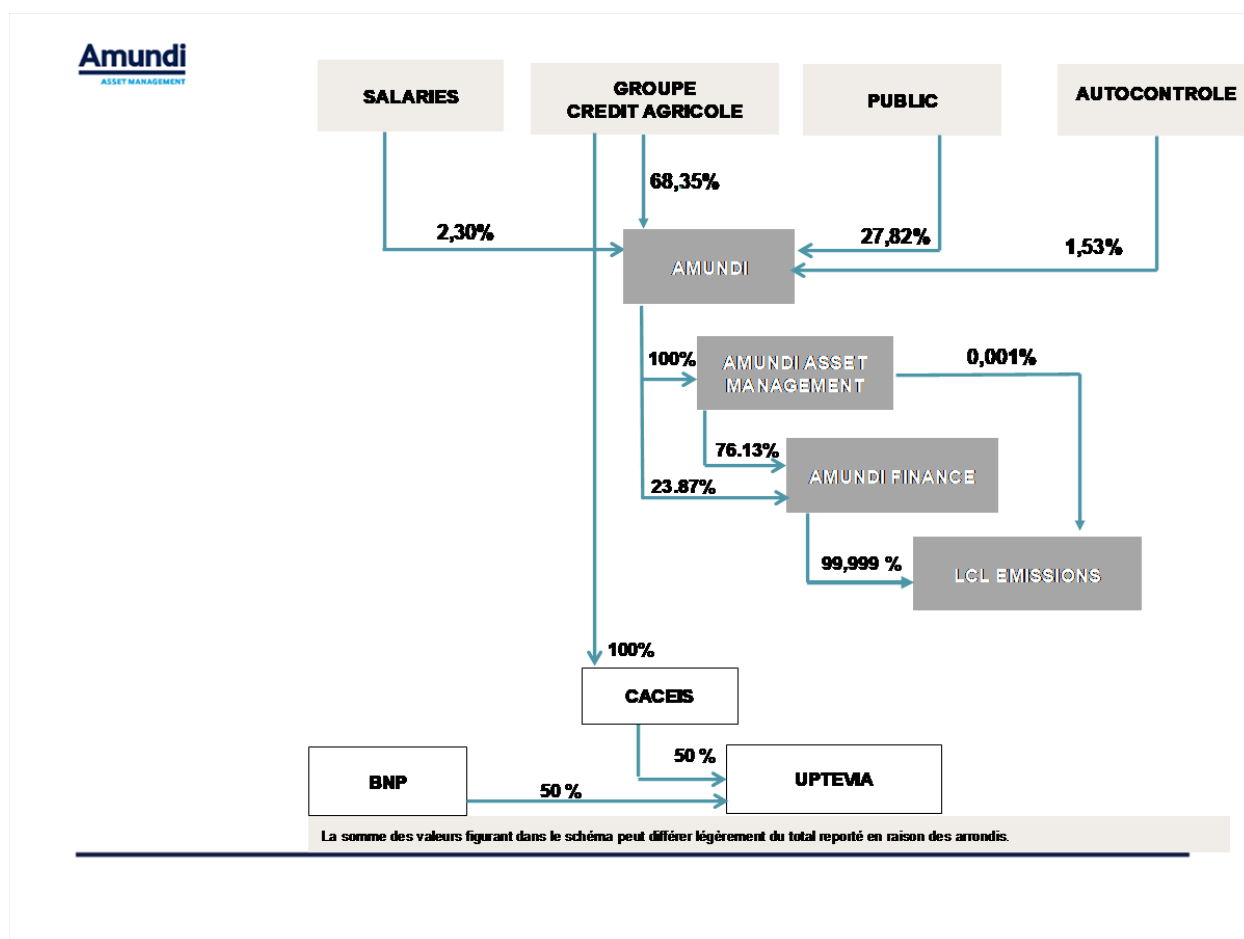 Amundi
ASSET MANAGEMENT
SALARIES
GROUPE
CREDIT AGRICOLE
PUBLIC
AUTOCONTROLE
68,35%
2,30%
27,82%
1,53%
AMUNDI
100%
AMUNDI ASSET
MANAGEMENT
0,001%
76.13%
23.87%
AMUNDI FINANCE
99,999 %
LCL EMISSIONS
100%
CACEIS
50 %
BNP
50 %
UPTEVIA
La somme des valeurs figurant dans le schéma peut différer légèrement du total reporté en raison des arrondis.